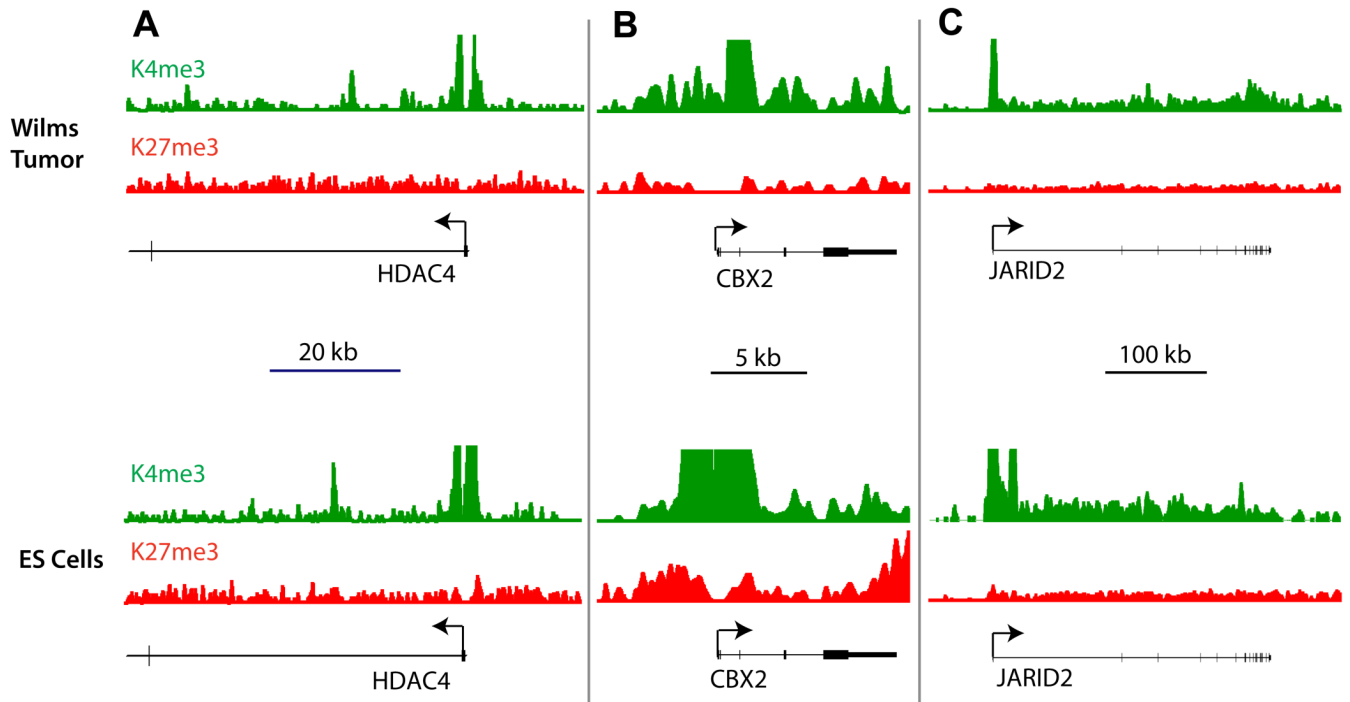 A
B
C
Wilms
Tumor
K4me3
K27me3
HDAC4
CBX2
JARID2
20 kb
5 kb
100 kb
ES Cells
K4me3
K27me3
HDAC4
CBX2
JARID2